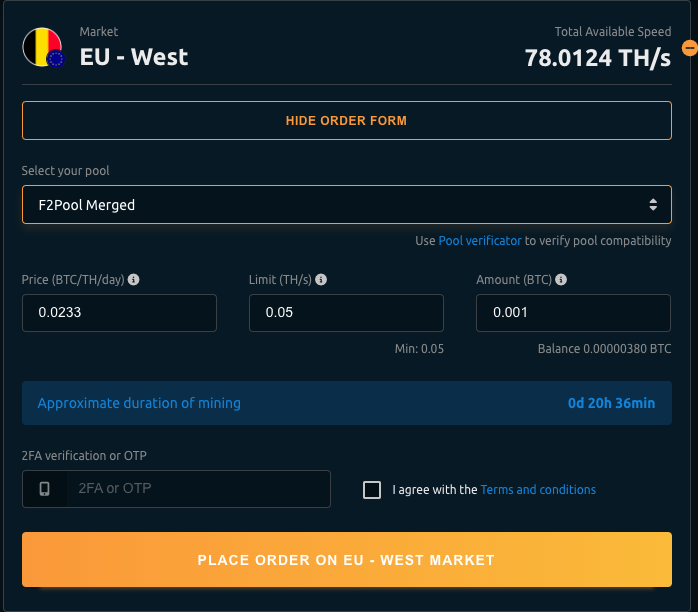 Market
EU - West
Total Available Speed
78.0124 TH/s
HIDE ORDER FORM
Select your pool
F2Pool Merged
Use Pool verificator to verify pool compatibility
Price (BTC/TH/day)
Limit (TH/s)
Amount (BTC)
0.0233
0.05
0.001
Min: 0.05
Balance 0.00000380 BTC
Approximate duration of mining
0d 20h 36min
2FA verification or OTP
2FA or OTP
I agree with the Terms and conditions
PLACE ORDER ON EU - WEST MARKET